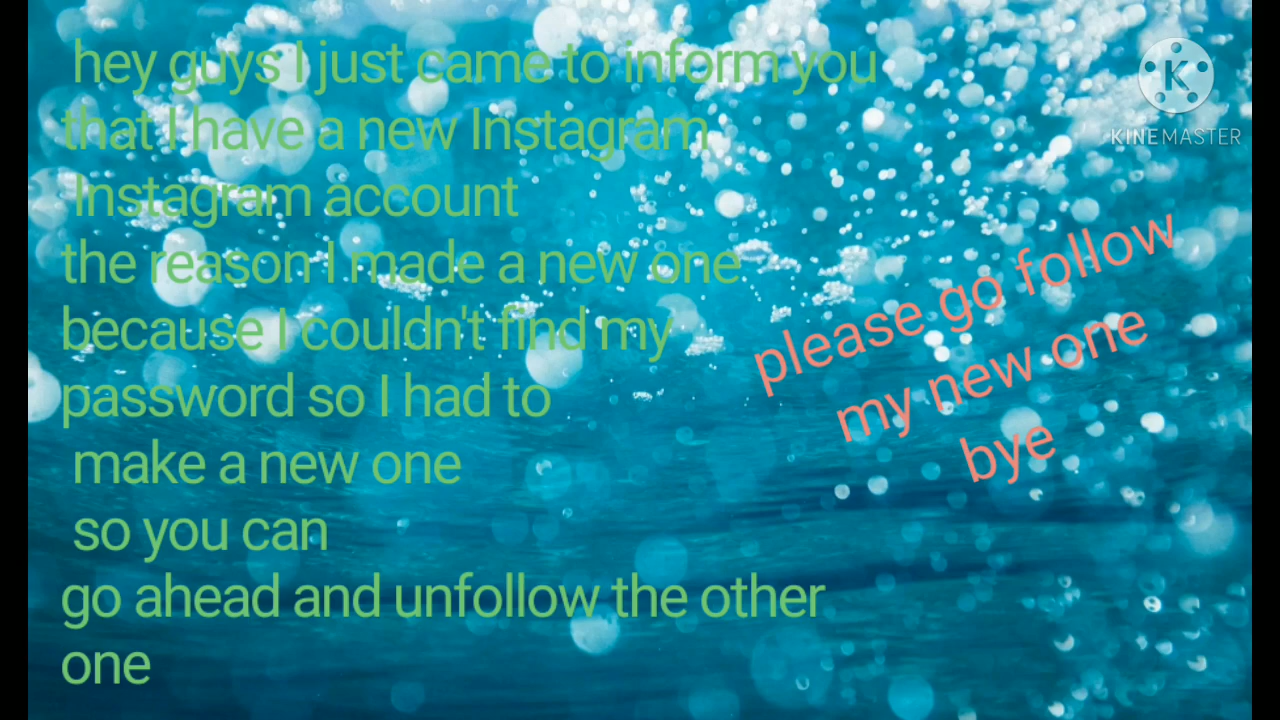 hey guys I just came to inform you
that I have a new Instagram
Instagram account
the reason I made a new one
because I couldn't find my
password so I had to
make a new one
so you can
go ahead and unfollow the other
one
please go follow
my new one
bye
K
KINEMASTER